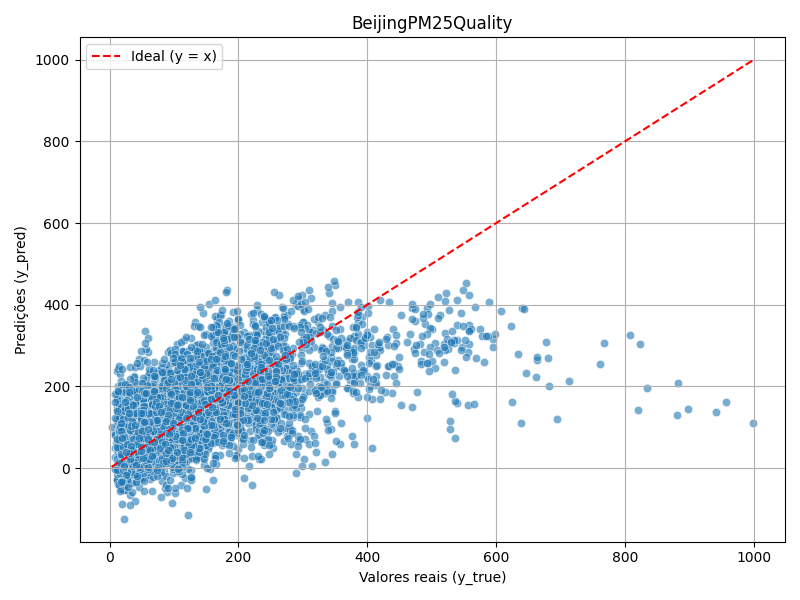 BeijingPM25Quality
Ideal (y = x)
1000
800
600
400
200
0
Predições (y_pred)
0 200 400 600 800 1000
Valores reais (y_true)